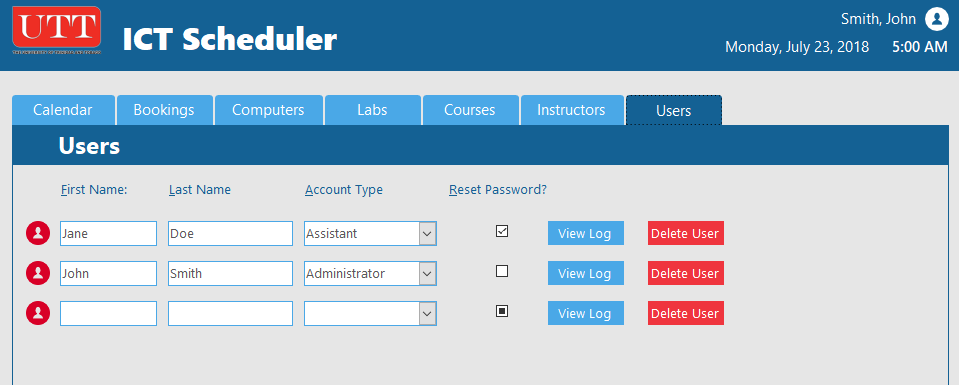 UTT
ICT Scheduler
Smith, John
Monday, July 23, 2018 5:00 AM
Calendar Bookings Computers Labs Courses Instructors Users
Users
First Name: Last Name Account Type Reset Password?
Jane Doe Assistant View Log Delete User
John Smith Administrator View Log Delete User
View Log Delete User